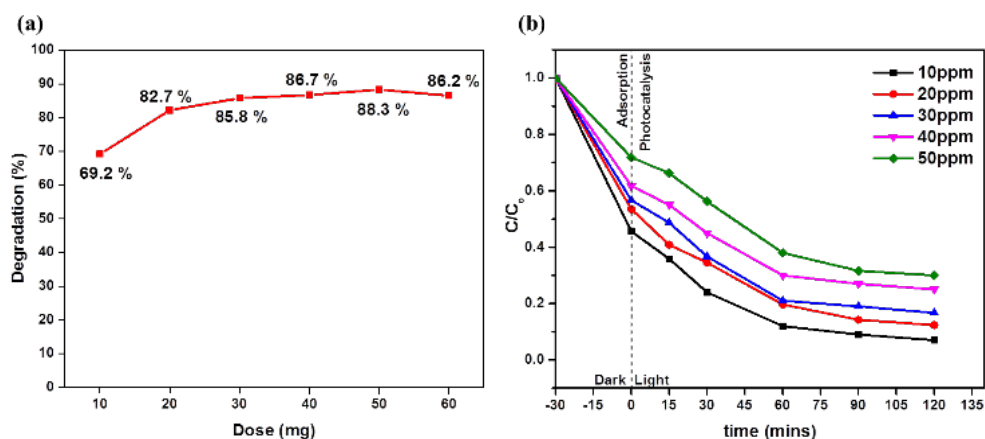 (a)
100
90
80
70
60
50
40
30
20
10
0
Degradation (%)
69.2 %
82.7 %
85.8 %
86.7 %
88.3 %
86.2 %
10 20 30 40 50 60
Dose (mg)
(b)
1.0
0.8
0.6
0.4
0.2
0.0
C/C₀
Adsorption
Photocatalysis
10ppm
20ppm
30ppm
40ppm
50ppm
Dark Light
-30 -15 0 15 30 45 60 75 90 105 120 135
time (mins)